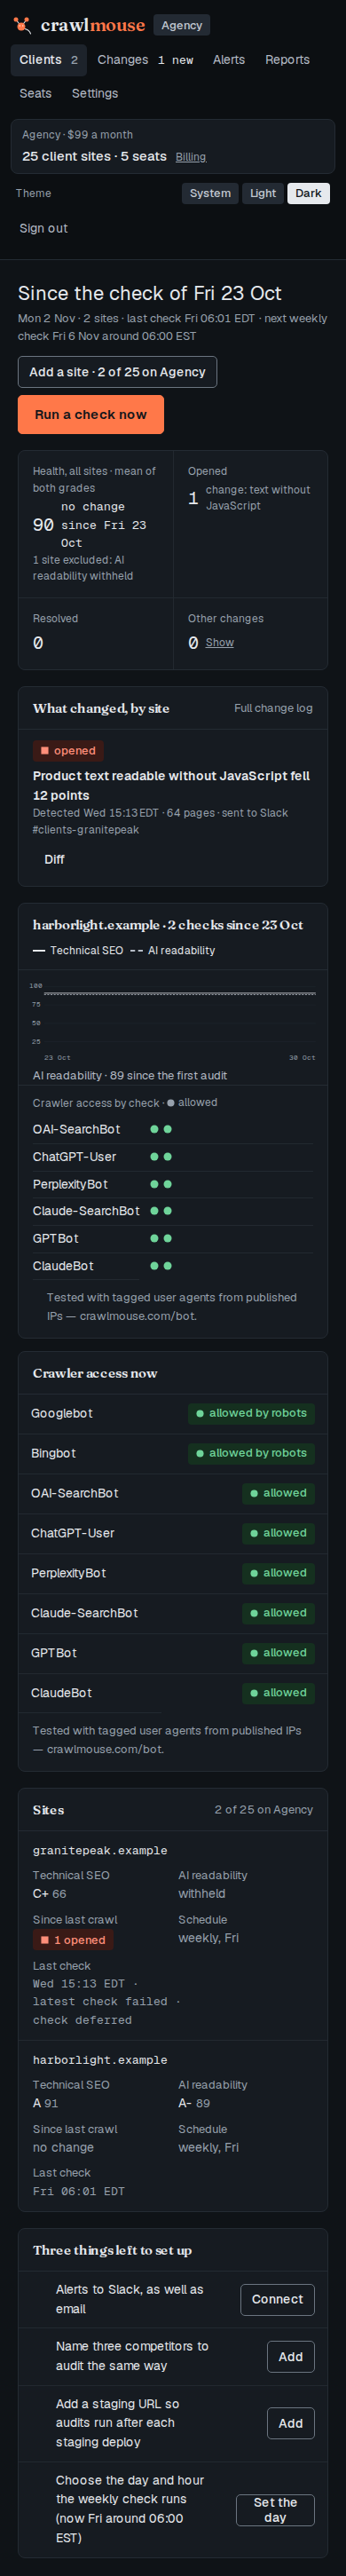 crawlmouse Agency
Clients 2 Changes 1 new Alerts Reports
Seats Settings
Agency · $99 a month
25 client sites · 5 seats Billing
Theme System Light Dark
Sign out
Since the check of Fri 23 Oct
Mon 2 Nov · 2 sites · last check Fri 06:01 EDT · next weekly
check Fri 6 Nov around 06:00 EST
Add a site · 2 of 25 on Agency
Run a check now
Health, all sites · mean of
both grades
90 no change
since Fri 23
Oct
1 site excluded: AI
readability withheld
Opened
1 change: text without
JavaScript
Resolved
0
Other changes
0 Show
What changed, by site Full change log
opened
Product text readable without JavaScript fell
12 points
Detected Wed 15:13 EDT · 64 pages · sent to Slack
#clients-granitepeak
Diff
harborlight.example · 2 checks since 23 Oct
Technical SEO AI readability
100
75
50
25
23 Oct 30 Oct
AI readability · 89 since the first audit
Crawler access by check · allowed
OAI-SearchBot
ChatGPT-User
PerplexityBot
Claude-SearchBot
GPTBot
ClaudeBot
Tested with tagged user agents from published
IPs — crawlmouse.com/bot.
Crawler access now
Googlebot allowed by robots
Bingbot allowed by robots
OAI-SearchBot allowed
ChatGPT-User allowed
PerplexityBot allowed
Claude-SearchBot allowed
GPTBot allowed
ClaudeBot allowed
Tested with tagged user agents from published IPs
— crawlmouse.com/bot.
Sites 2 of 25 on Agency
granitepeak.example
Technical SEO AI readability
C+ 66 withheld
Since last crawl Schedule
1 opened weekly, Fri
Last check
Wed 15:13 EDT ·
latest check failed ·
check deferred
harborlight.example
Technical SEO AI readability
A 91 A- 89
Since last crawl Schedule
no change weekly, Fri
Last check
Fri 06:01 EDT
Three things left to set up
Alerts to Slack, as well as
email
Connect
Name three competitors to
audit the same way
Add
Add a staging URL so
audits run after each
staging deploy
Add
Choose the day and hour
the weekly check runs
(now Fri around 06:00
EST)
Set the
day